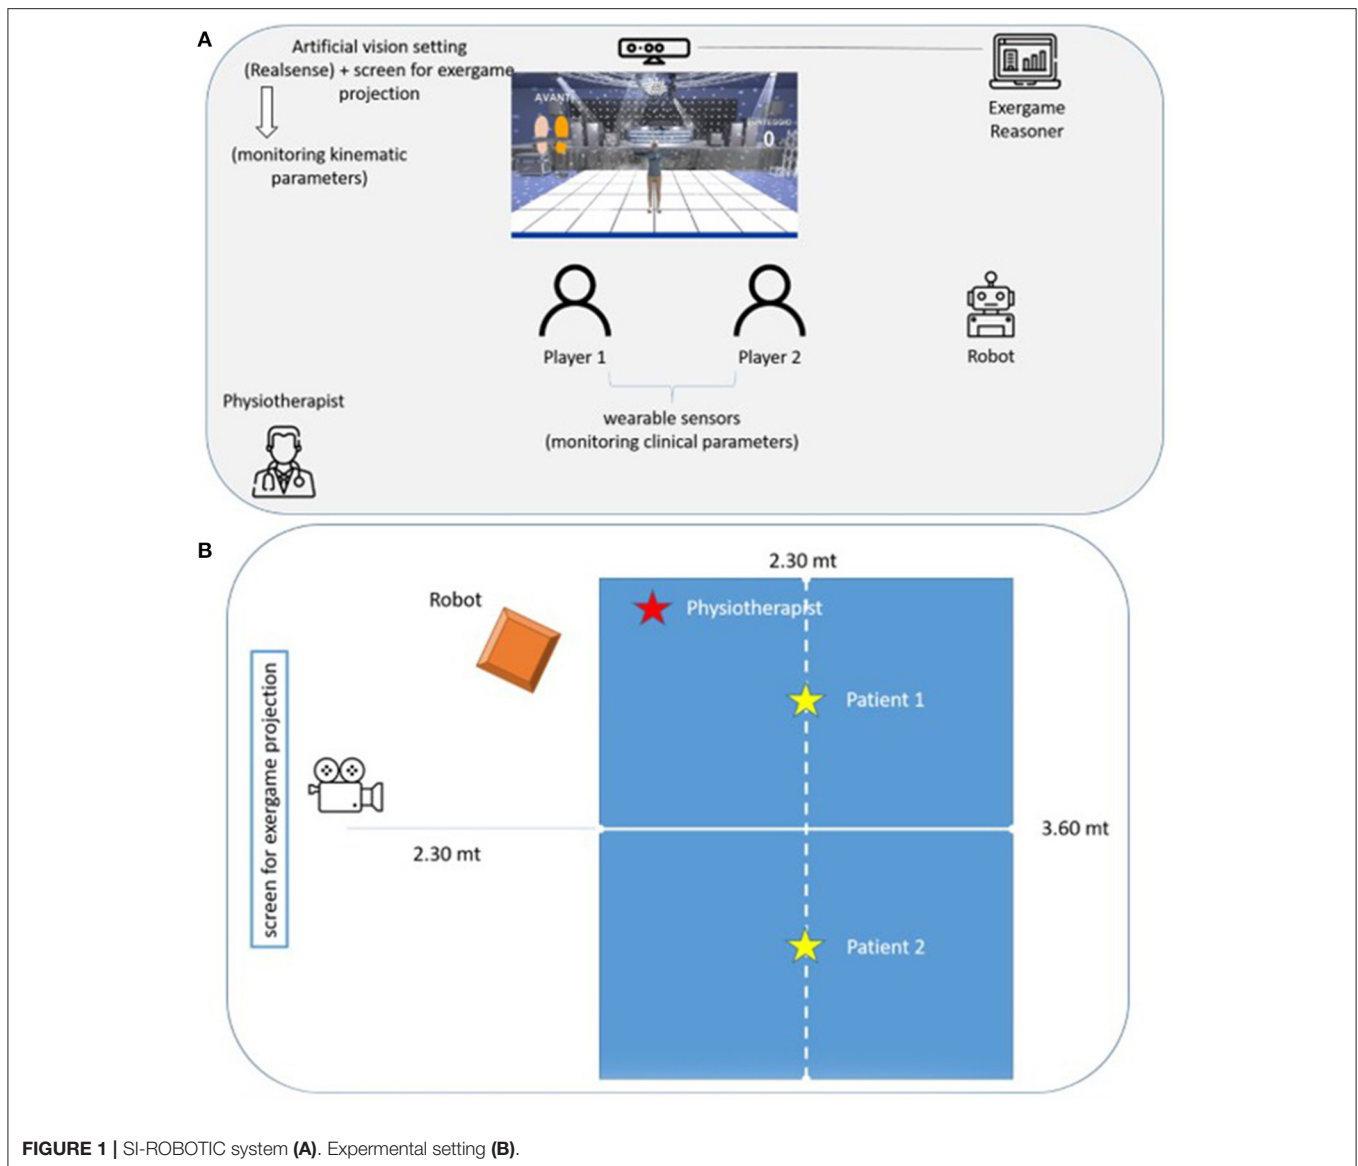 A
Artificial vision setting
(Realsense) + screen for exergame
projection
(monitoring kinematic
parameters)
AVANTI
PUNTEGGIO
0
Exergame
Reasoner
Player 1
Player 2
Robot
wearable sensors
(monitoring clinical parameters)
Physiotherapist
B
2.30 mt
Robot
Physiotherapist
screen for exergame projection
Patient 1
2.30 mt
3.60 mt
Patient 2
FIGURE 1 | SI-ROBOTIC system (A). Expermental setting (B).